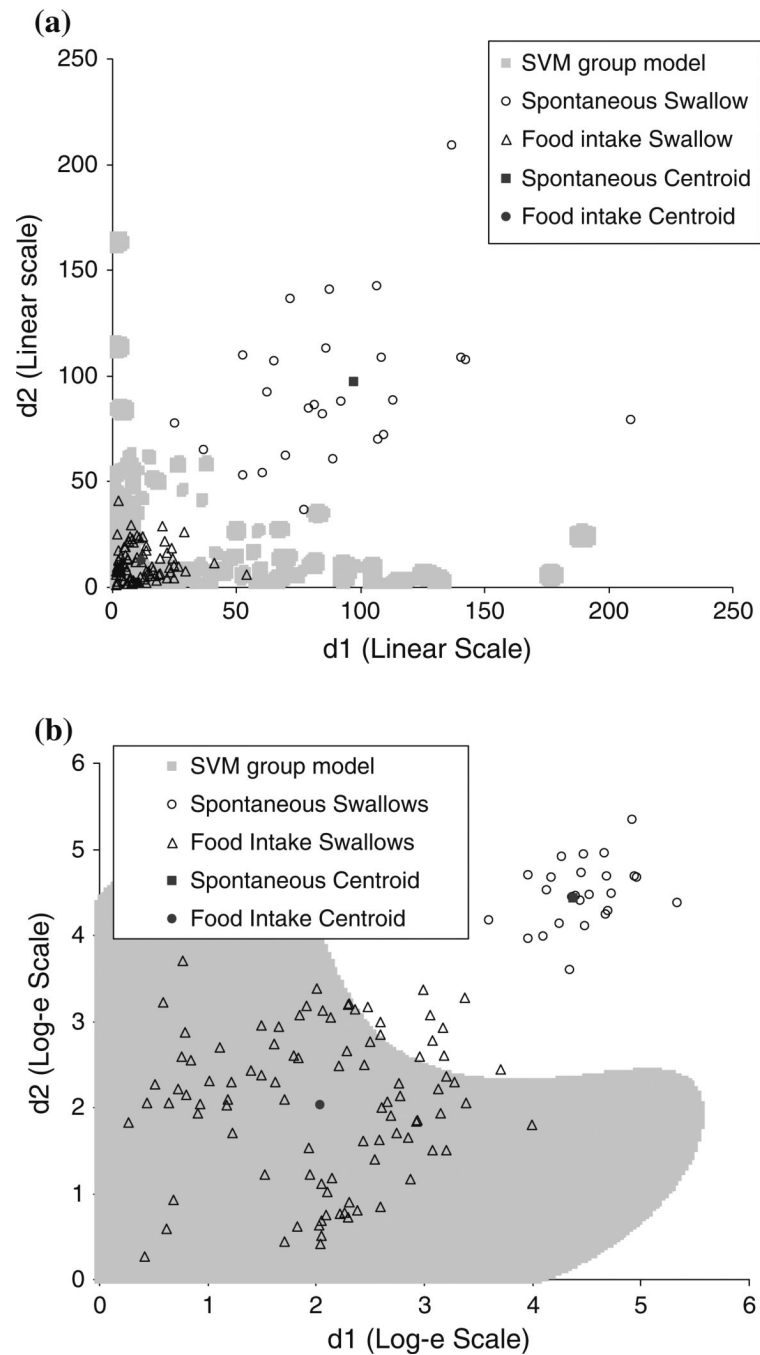 (a)
250
200
150
100
50
0
d2 (Linear scale)
0 50 100 150 200 250
d1 (Linear Scale)
SVM group model
Spontaneous Swallow
Food intake Swallow
Spontaneous Centroid
Food intake Centroid
(b)
6
5
4
3
2
1
0
d2 (Log-e Scale)
0 1 2 3 4 5 6
d1 (Log-e Scale)
SVM group model
Spontaneous Swallows
Food Intake Swallows
Spontaneous Centroid
Food Intake Centroid